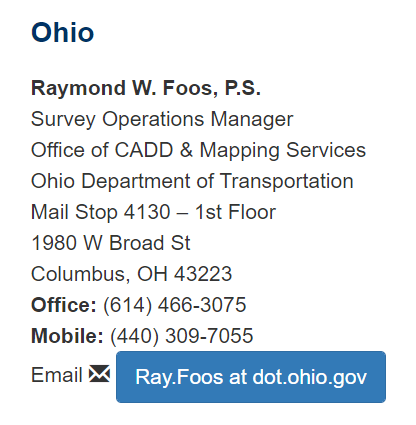 Ohio
Raymond W. Foos, P.S.
Survey Operations Manager
Office of CADD & Mapping Services
Ohio Department of Transportation
Mail Stop 4130 – 1st Floor
1980 W Broad St
Columbus, OH 43223
Office: (614) 466-3075
Mobile: (440) 309-7055
Email Ray.Foos at dot.ohio.gov